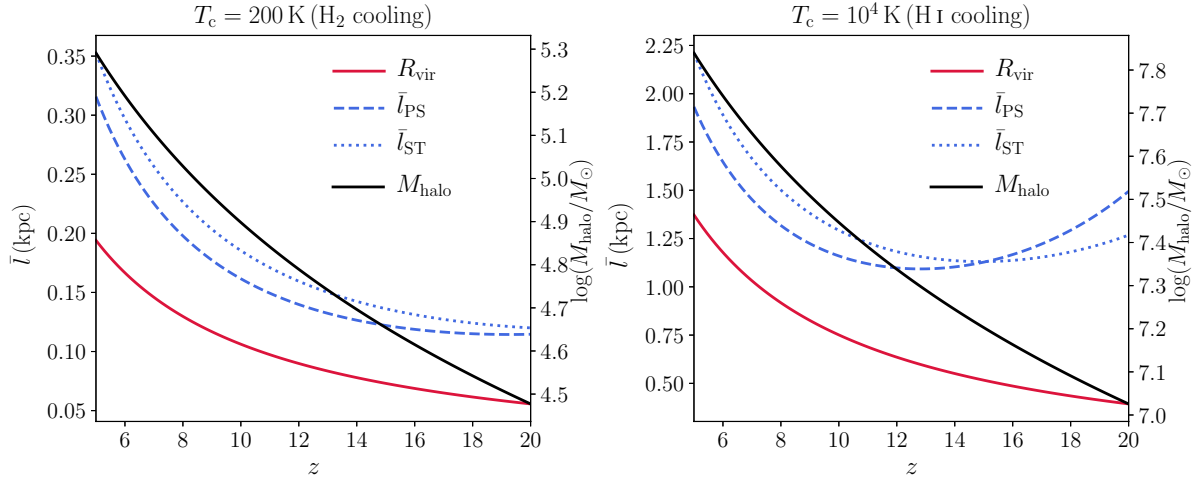 T_c = 200 K (H₂ cooling)
0.35
0.30
0.25
0.20
0.15
0.10
0.05
l̄ (kpc)
R_vir
l̄_PS
l̄_ST
M_halo
5.3
5.2
5.1
5.0
4.9
4.8
4.7
4.6
4.5
log(M_halo/M_⊙)
6 8 10 12 14 16 18 20
z
T_c = 10⁴ K (H I cooling)
2.25
2.00
1.75
1.50
1.25
1.00
0.75
0.50
l̄ (kpc)
R_vir
l̄_PS
l̄_ST
M_halo
7.8
7.7
7.6
7.5
7.4
7.3
7.2
7.1
7.0
log(M_halo/M_⊙)
6 8 10 12 14 16 18 20
z